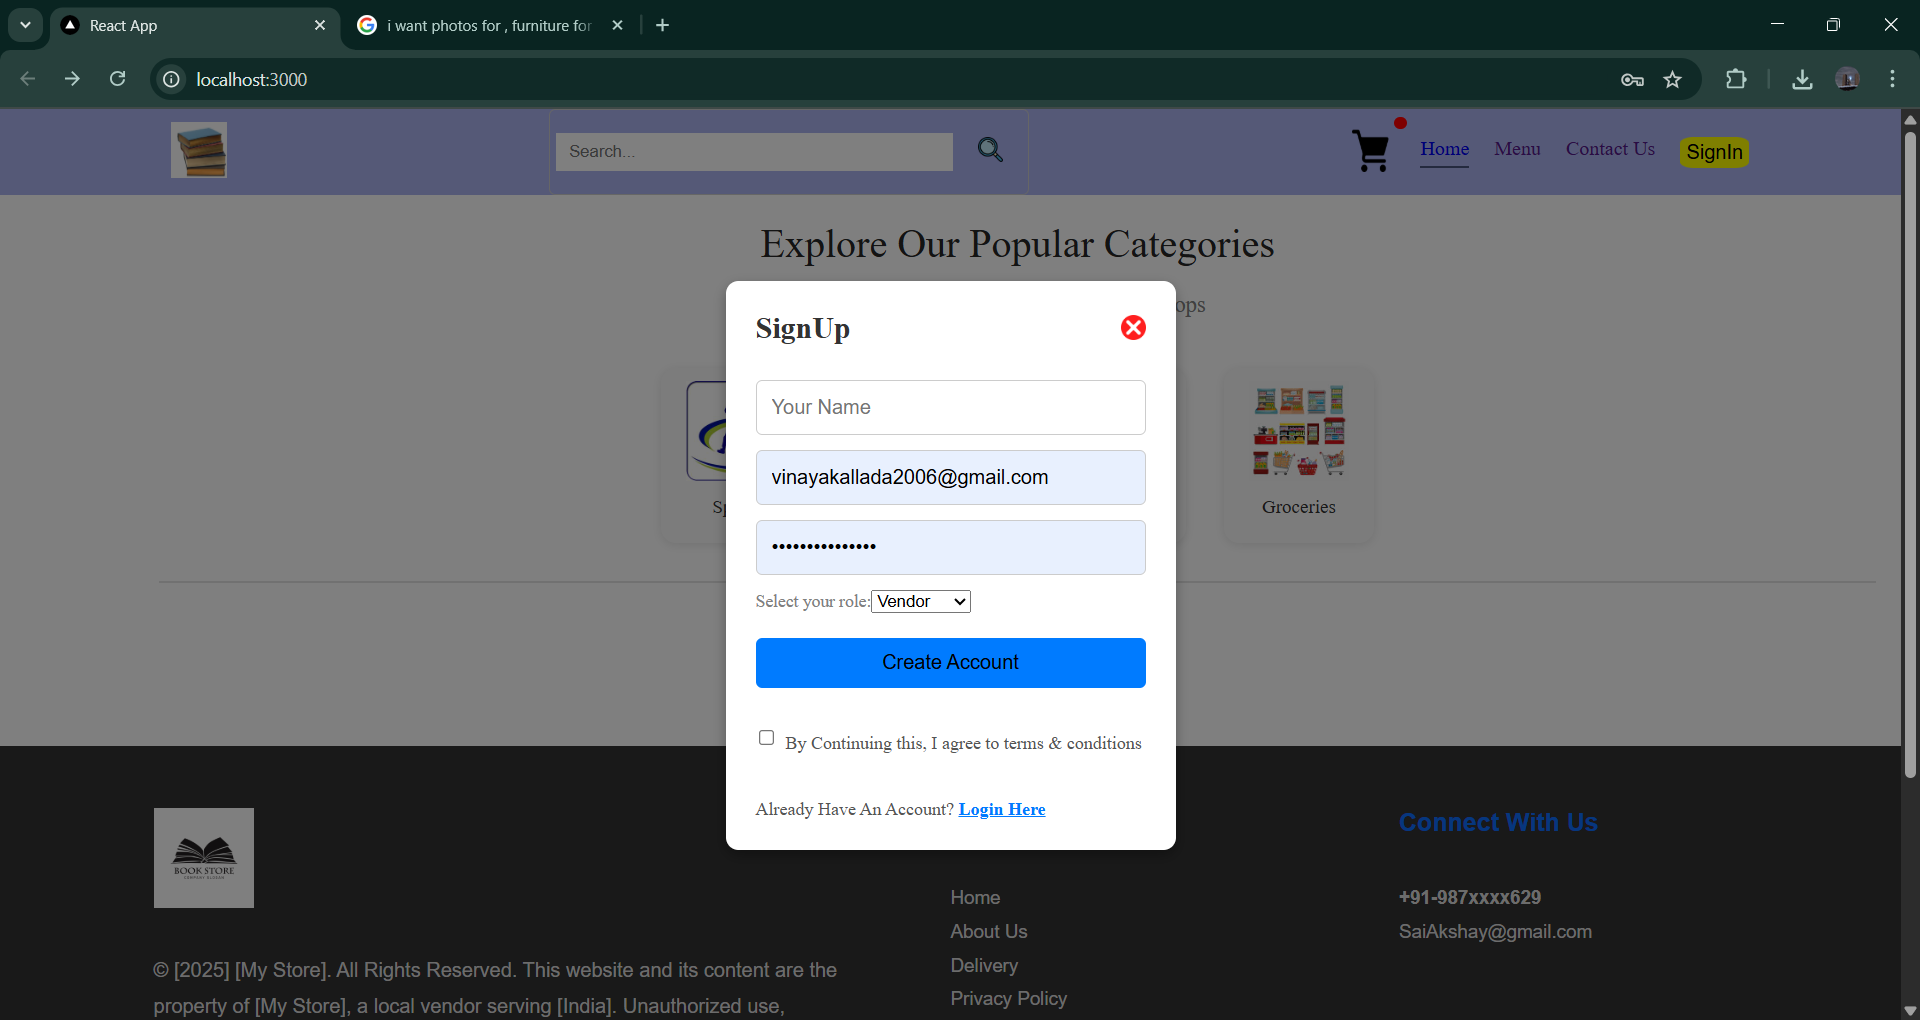 React App
i want photos for , furniture for
localhost:3000
Search...
Home
Menu
Contact Us
SignIn
Explore Our Popular Categories
ops
SignUp
Your Name
vinayakallada2006@gmail.com
•••••••••••••••
Select your role:
Vendor
Create Account
By Continuing this, I agree to terms & conditions
Already Have An Account? Login Here
Groceries
BOOK STORE
© [2025] [My Store]. All Rights Reserved. This website and its content are the
property of [My Store], a local vendor serving [India]. Unauthorized use,
Home
About Us
Delivery
Privacy Policy
Connect With Us
+91-987xxxx629
SaiAkshay@gmail.com